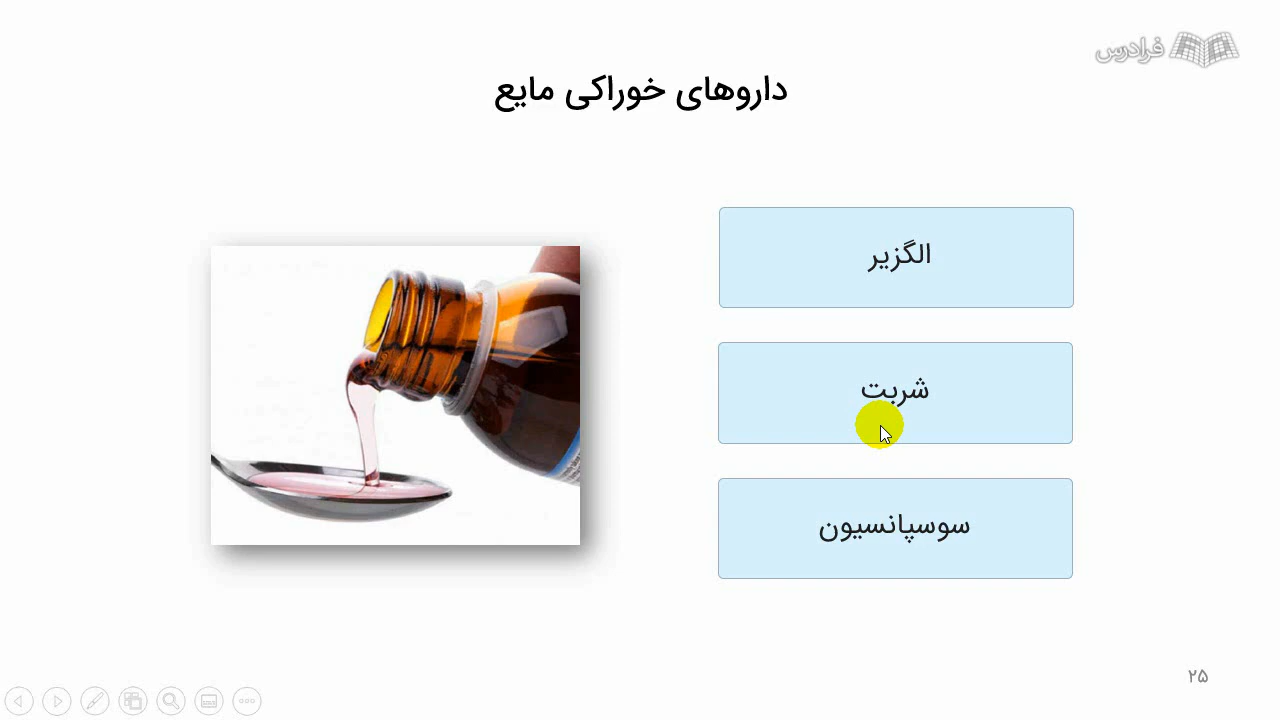 فرادرس
داروهای خوراکی مایع
الگزیر
شربت
سوسپانسیون
۲۵